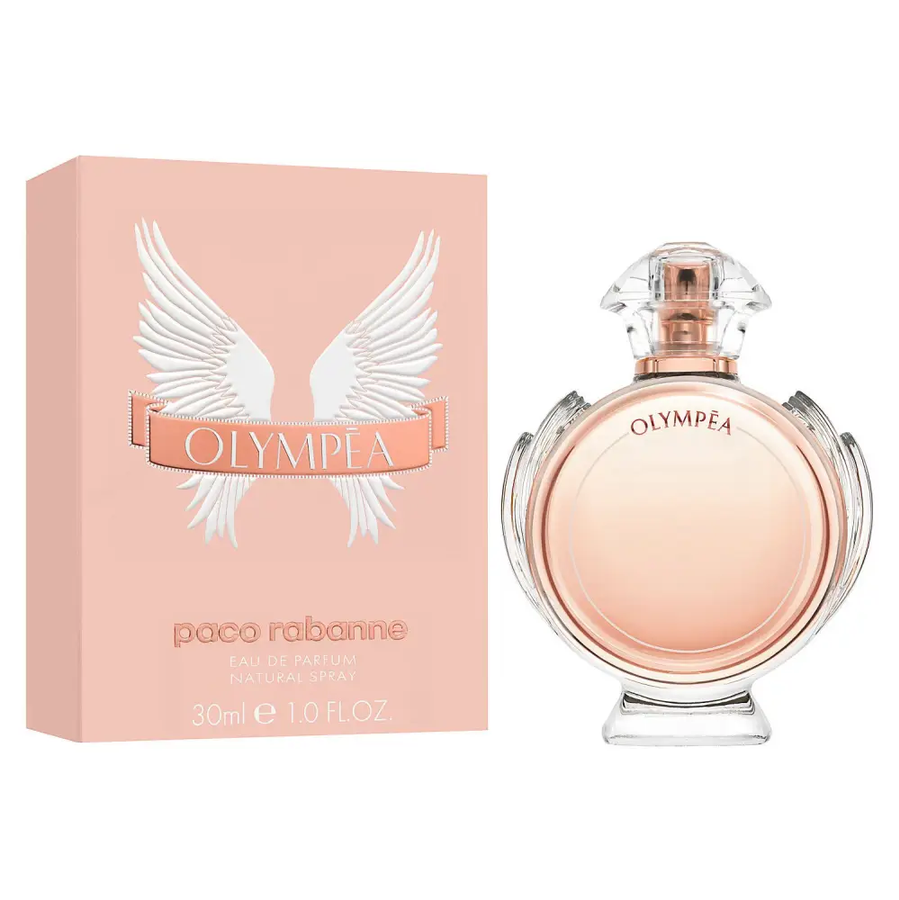 OLYMPĒA
paco rabanne
EAU DE PARFUM
NATURAL SPRAY
30ml ℮ 1.0 FL.OZ.
OLYMPĒA